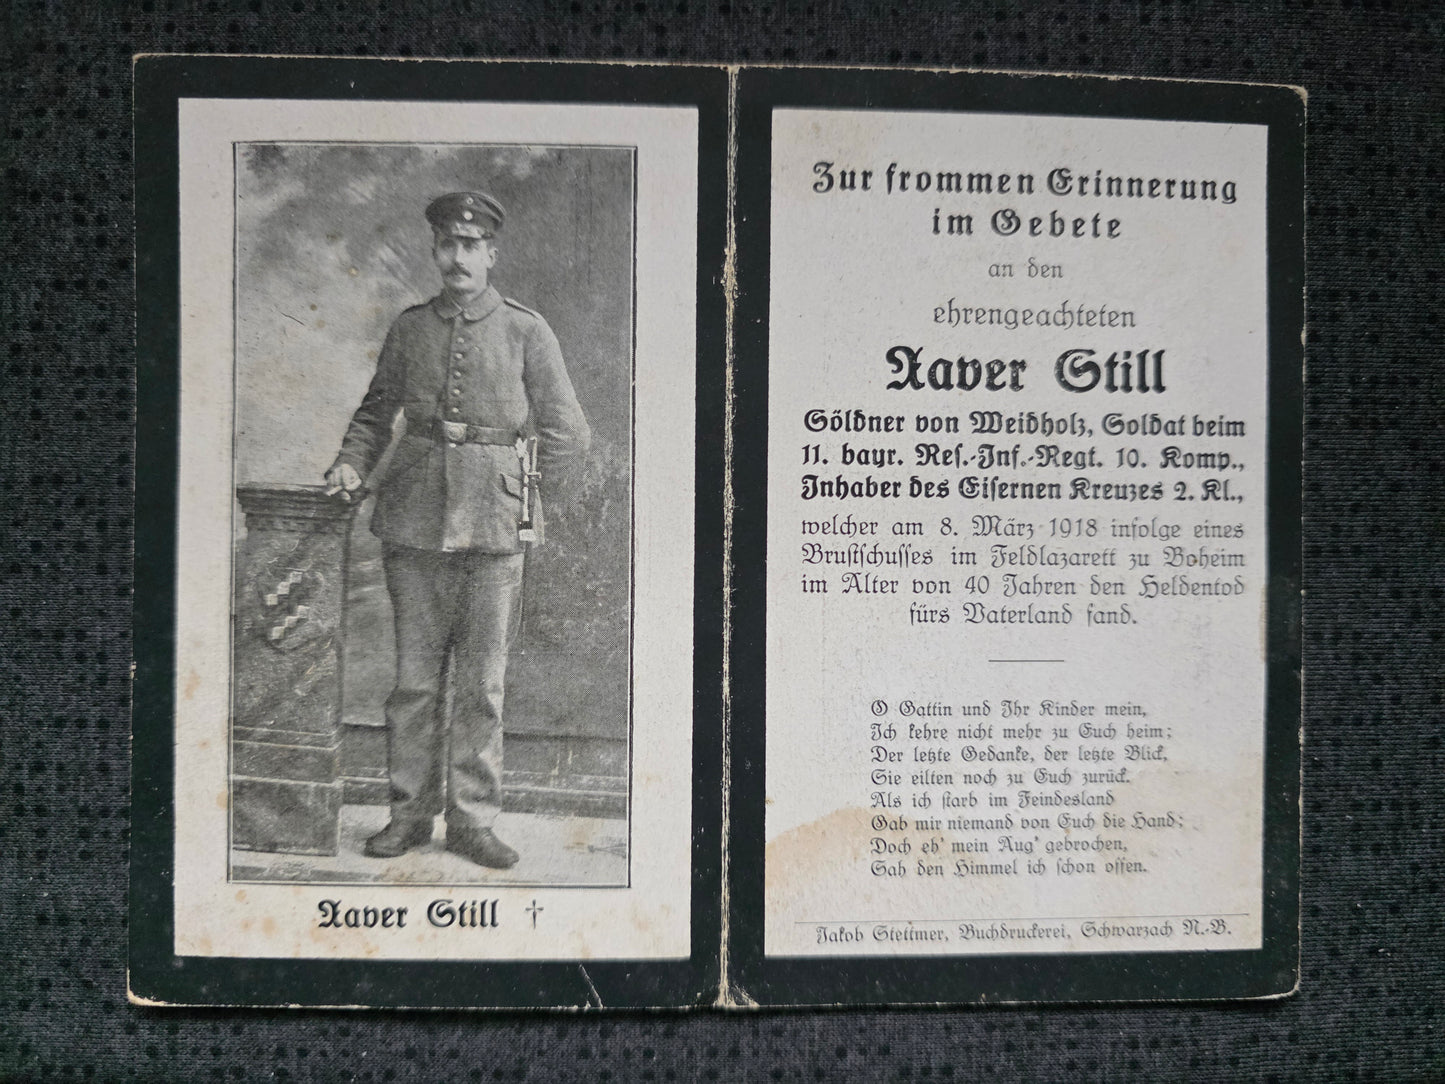 Xaver Still †
Zur frommen Erinnerung
im Gebete
an den
ehrengeachteten
Xaver Still
Söldner von Weidholz, Soldat beim
11. bayr. Res.-Inf.-Regt. 10. Komp.,
Inhaber des Eisernen Kreuzes 2. Kl.,
welcher am 8. März 1918 infolge eines
Brustschusses im Feldlazarett zu Boheim
im Alter von 40 Jahren den Heldentod
fürs Vaterland fand.
O Gattin und Ihr Kinder mein,
Ich kehre nicht mehr zu Euch heim;
Der letzte Gedanke, der letzte Blick,
Sie eilten noch zu Euch zurück.
Als ich starb im Feindesland
Gab mir niemand von Euch die Hand;
Doch eh' mein Aug' gebrochen,
Sah den Himmel ich schon offen.
Jakob Stettmer, Buchdruckerei, Schwarzach N.-B.